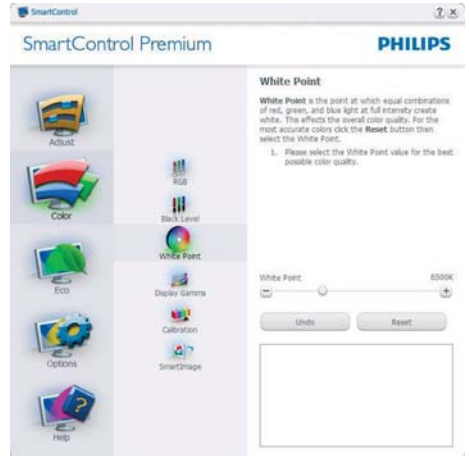 SmartControl
? ×
SmartControl Premium
PHILIPS
Adjust
Color
Eco
Options
Help
RGB
Black Level
White Point
Display Gamma
Calibration
SmartImage
White Point
White Point is the point at which equal combinations
of red, green, and blue light at full intensity create
white. This effects the overall color quality. For the
most accurate colors click the Reset button then
select the White Point.
1. Please select the White Point value for the best
possible color quality.
White Point 6500K
Undo Reset